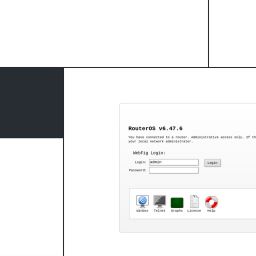 RouterOS v6.47.6
You have connected to a router. Administrative access only. If th
your local network administrator.
WebFig Login:
Login: admin
Login
Password:
Winbox Telnet Graphs License Help